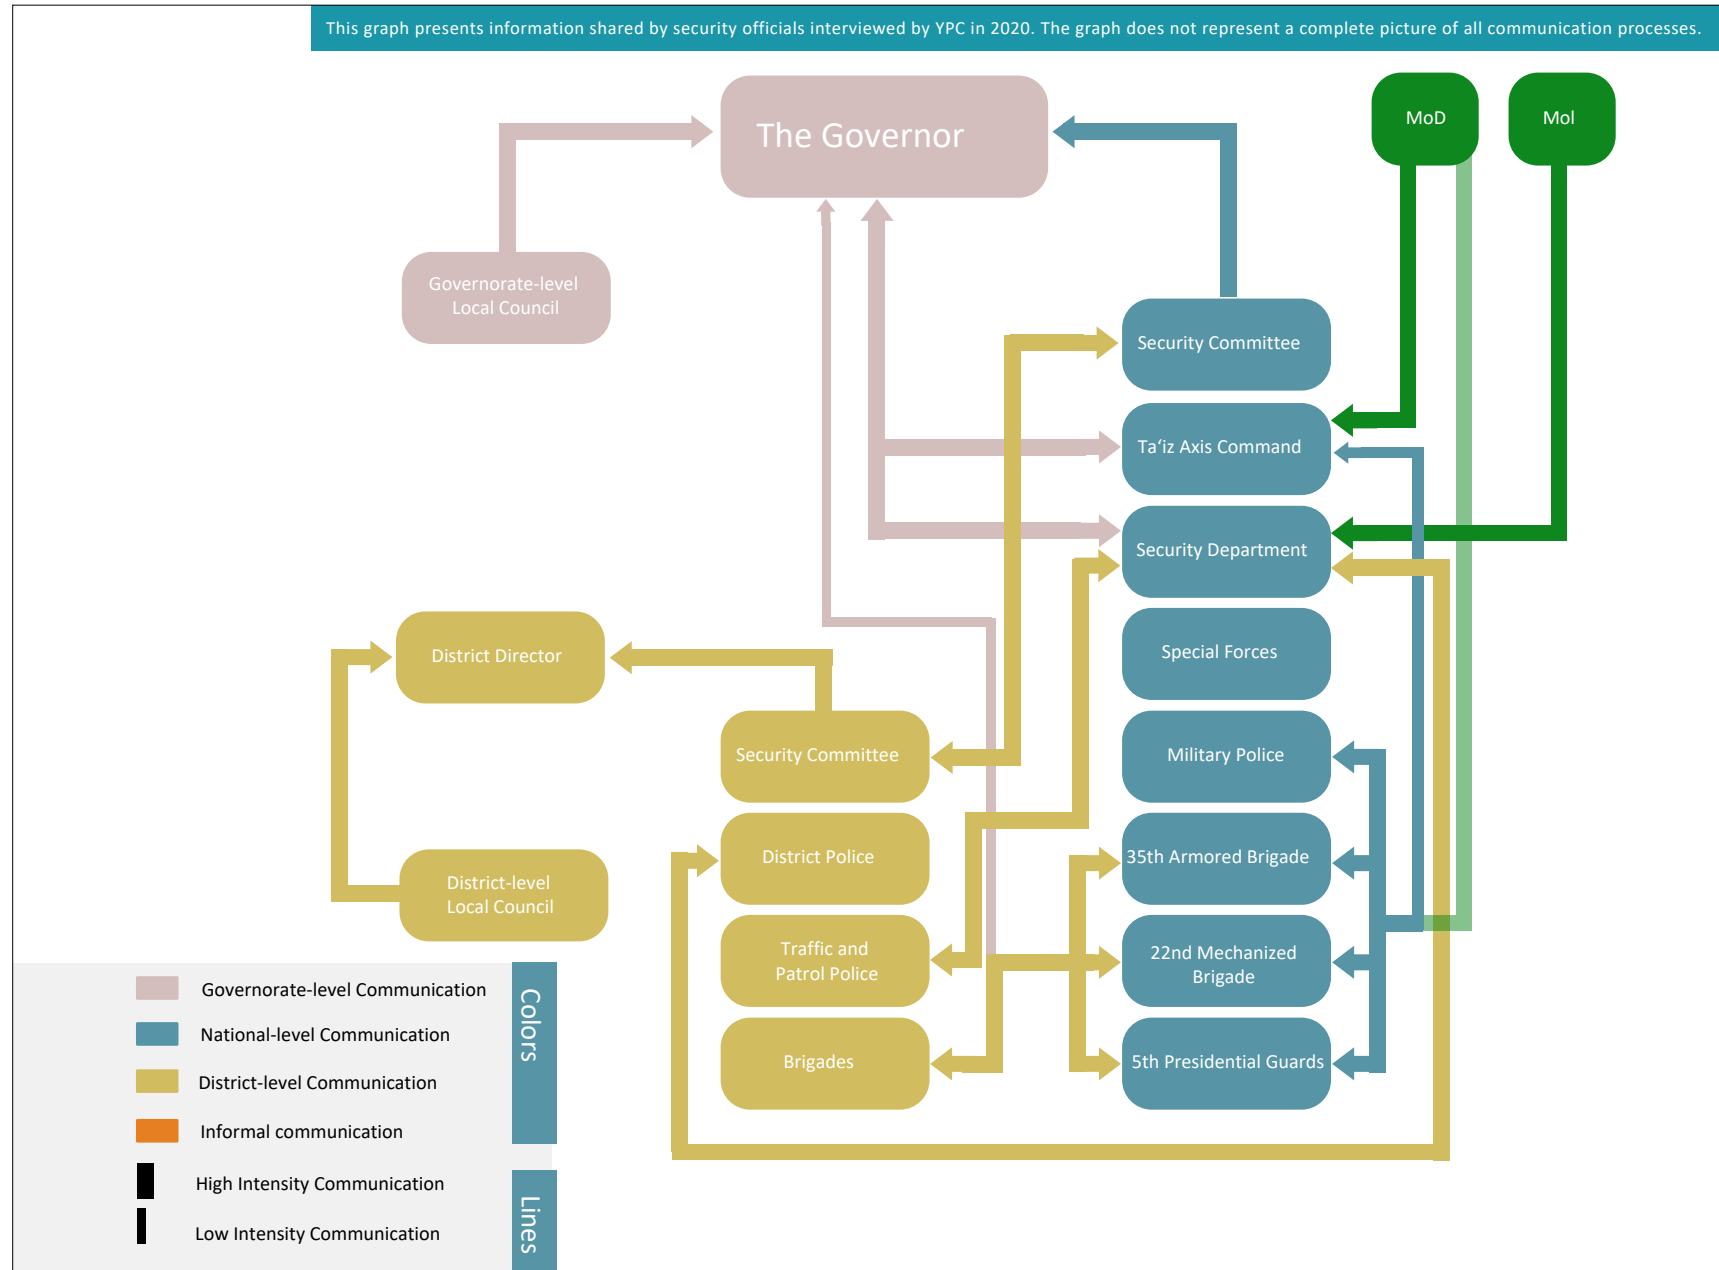 This graph presents information shared by security officials interviewed by YPC in 2020. The graph does not represent a complete picture of all communication processes.
The Governor
MoD
MoI
Governorate-level
Local Council
Security Committee
Ta‘iz Axis Command
Security Department
District Director
Special Forces
Security Committee
Military Police
District Police
35th Armored Brigade
District-level
Local Council
Traffic and
Patrol Police
22nd Mechanized
Brigade
Brigades
5th Presidential Guards
Colors
Governorate-level Communication
National-level Communication
District-level Communication
Informal communication
Lines
High Intensity Communication
Low Intensity Communication